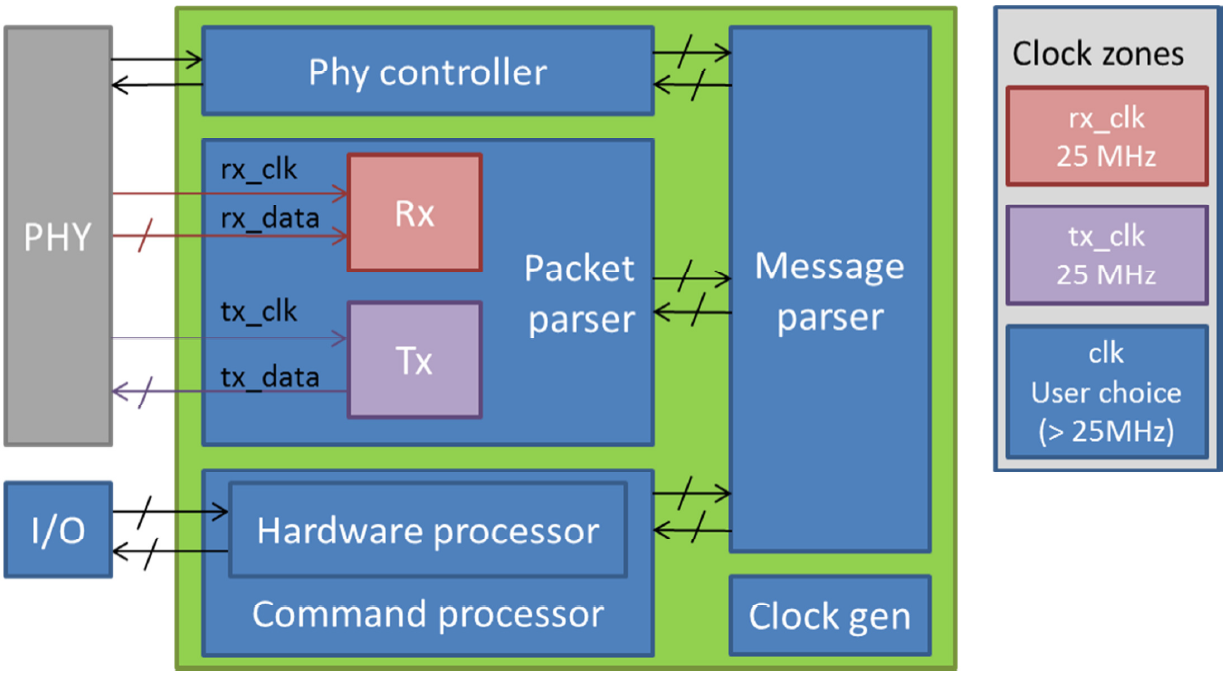 PHY
Phy controller
rx_clk
rx_data
Rx
tx_clk
tx_data
Tx
Packet
parser
Message
parser
I/O
Hardware processor
Command processor
Clock gen
Clock zones
rx_clk
25 MHz
tx_clk
25 MHz
clk
User choice
(> 25MHz)